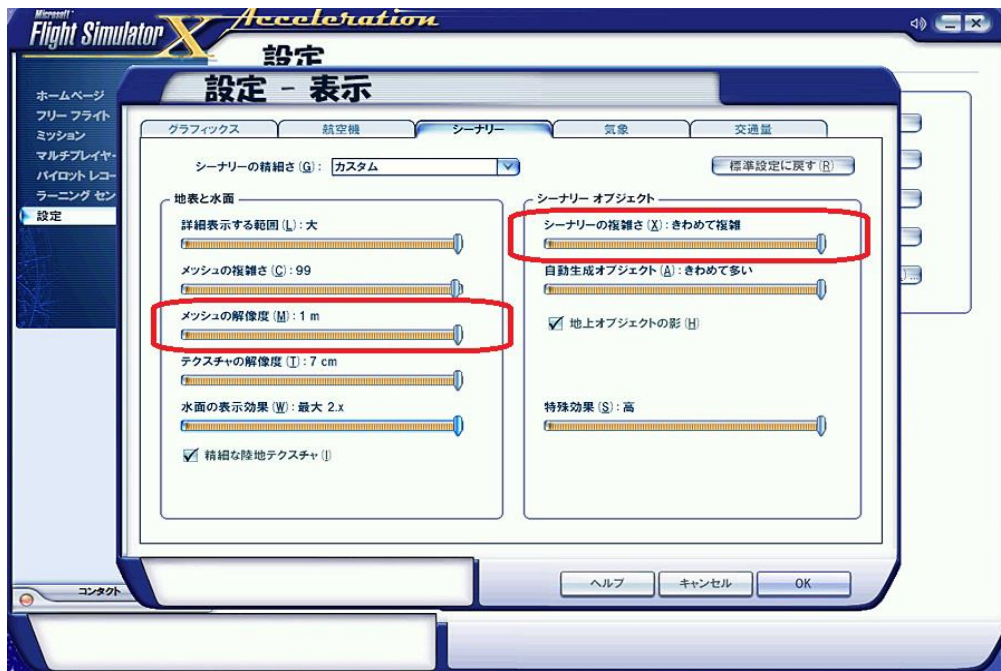 Microsoft
Flight Simulator X
Acceleration
設定
設定 - 表示
ホームページ
フリー フライト
ミッション
マルチプレイヤ-
パイロット レコー
ラーニング セン
設定
グラフィックス
航空機
シーナリー
気象
交通量
シーナリーの精細さ (G) : カスタム
標準設定に戻す (R)
地表と水面
詳細表示する範囲 (L) : 大
メッシュの複雑さ (C) : 99
メッシュの解像度 (M) : 1 m
テクスチャの解像度 (T) : 7 cm
水面の表示効果 (W) : 最大 2.x
精細な陸地テクスチャ (I)
シーナリー オブジェクト
シーナリーの複雑さ (X) : きわめて複雑
自動生成オブジェクト (A) : きわめて多い
地上オブジェクトの影 (H)
特殊効果 (S) : 高
ヘルプ
キャンセル
OK
コンタクト